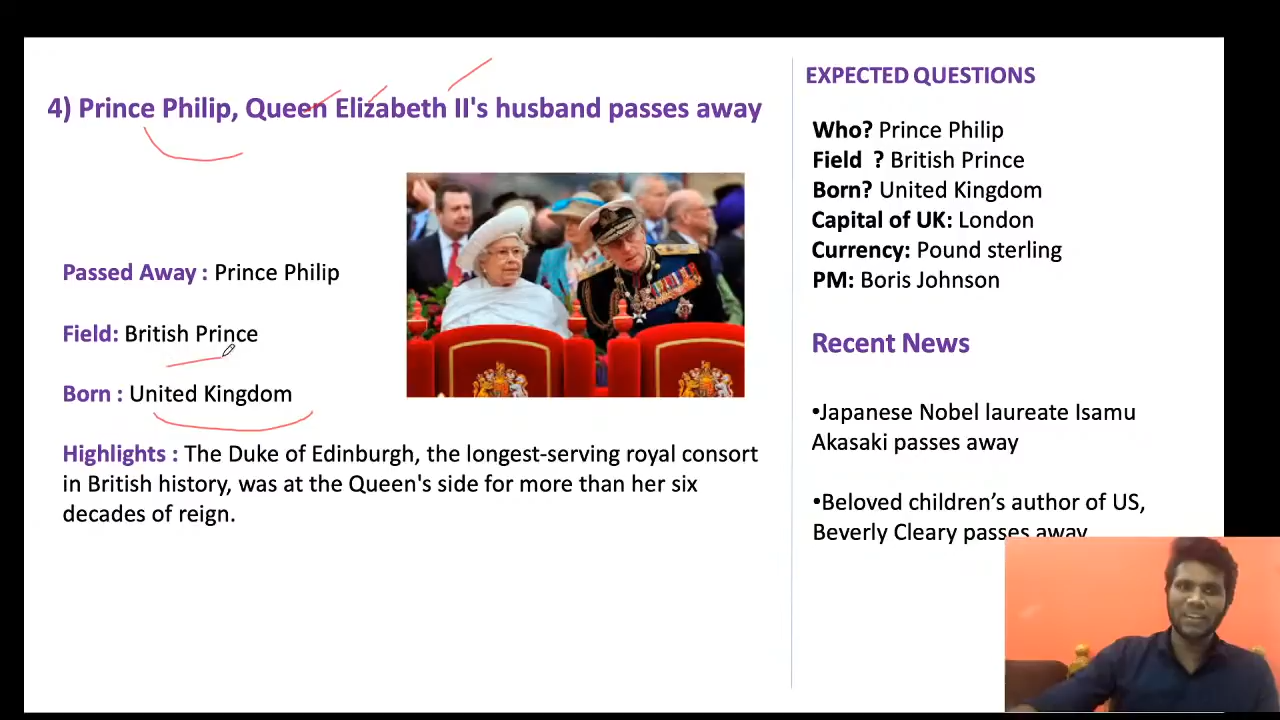 4) Prince Philip, Queen Elizabeth II's husband passes away
Passed Away : Prince Philip
Field: British Prince
Born : United Kingdom
Highlights : The Duke of Edinburgh, the longest-serving royal consort
in British history, was at the Queen's side for more than her six
decades of reign.
EXPECTED QUESTIONS
Who? Prince Philip
Field ? British Prince
Born? United Kingdom
Capital of UK: London
Currency: Pound sterling
PM: Boris Johnson
Recent News
•Japanese Nobel laureate Isamu
Akasaki passes away
•Beloved children’s author of US,
Beverly Cleary passes away